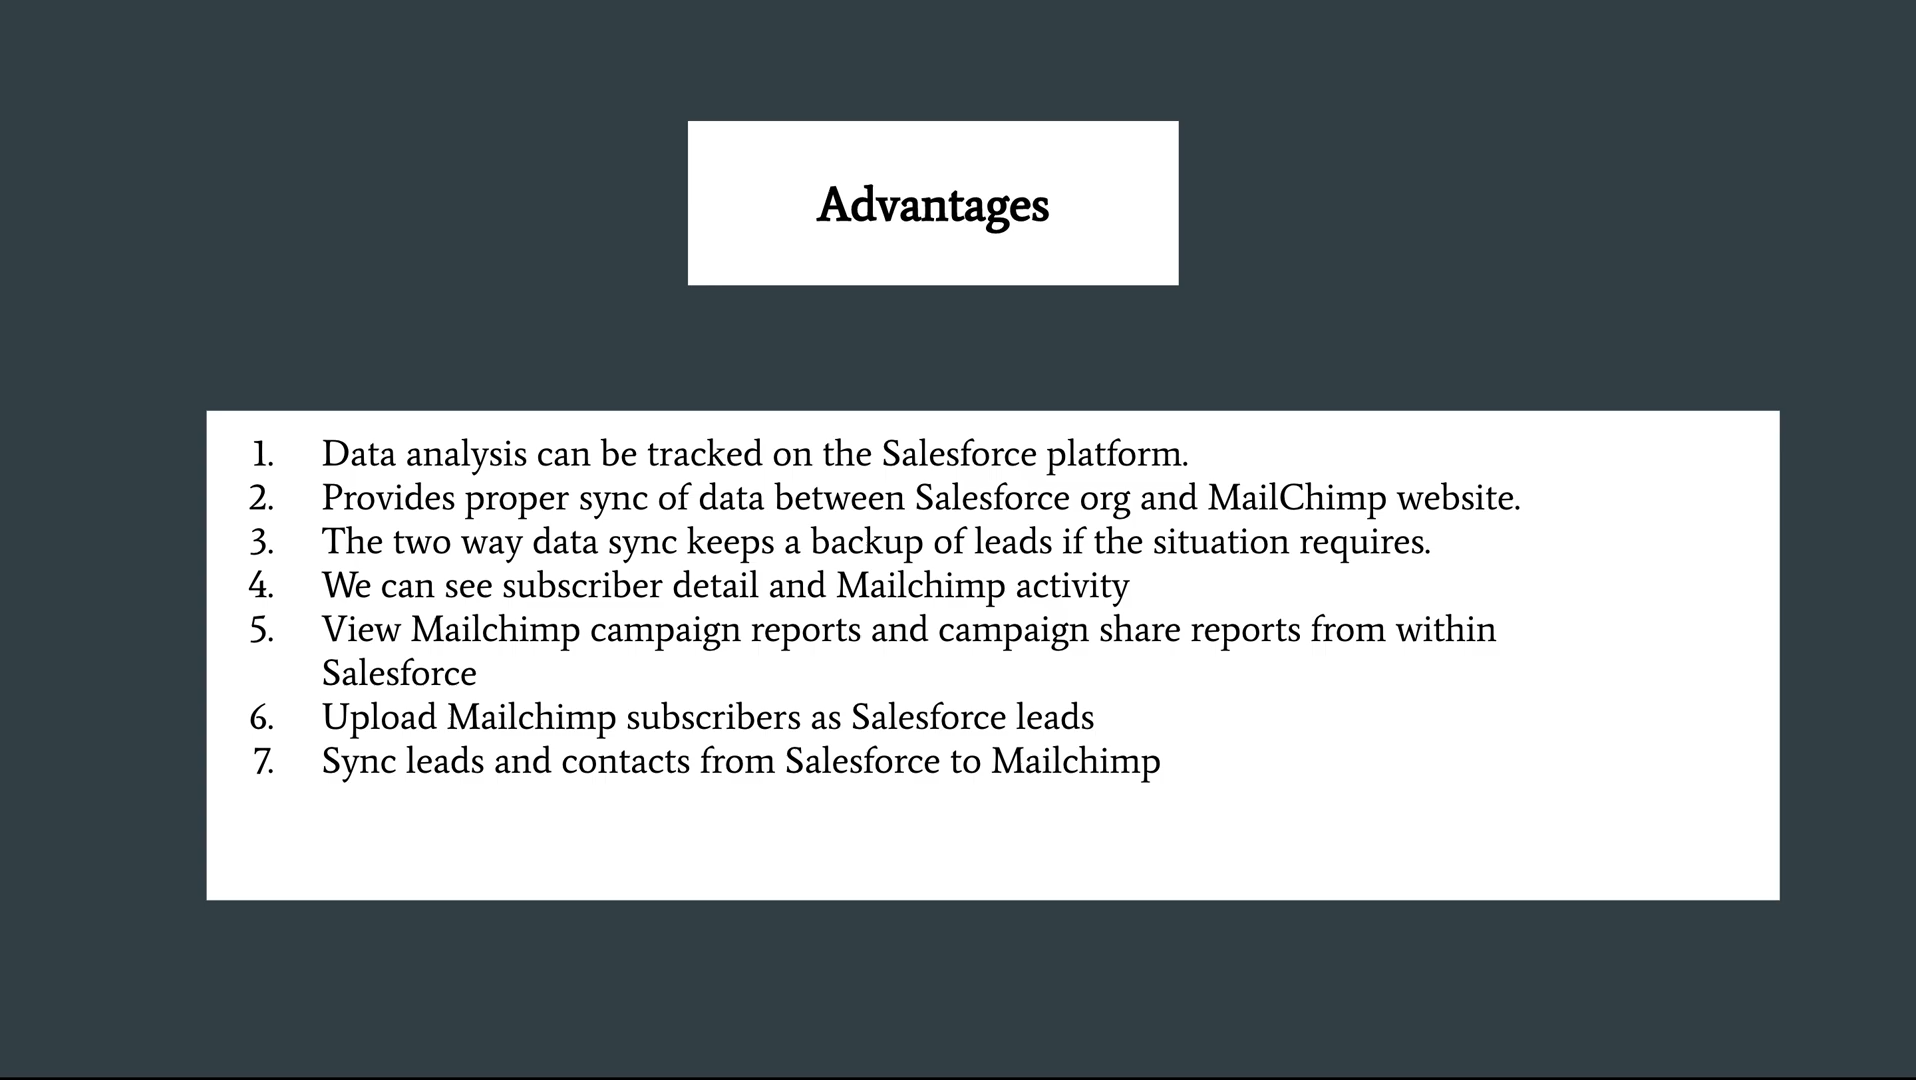 Advantages
1. Data analysis can be tracked on the Salesforce platform.
2. Provides proper sync of data between Salesforce org and MailChimp website.
3. The two way data sync keeps a backup of leads if the situation requires.
4. We can see subscriber detail and Mailchimp activity
5. View Mailchimp campaign reports and campaign share reports from within
Salesforce
6. Upload Mailchimp subscribers as Salesforce leads
7. Sync leads and contacts from Salesforce to Mailchimp